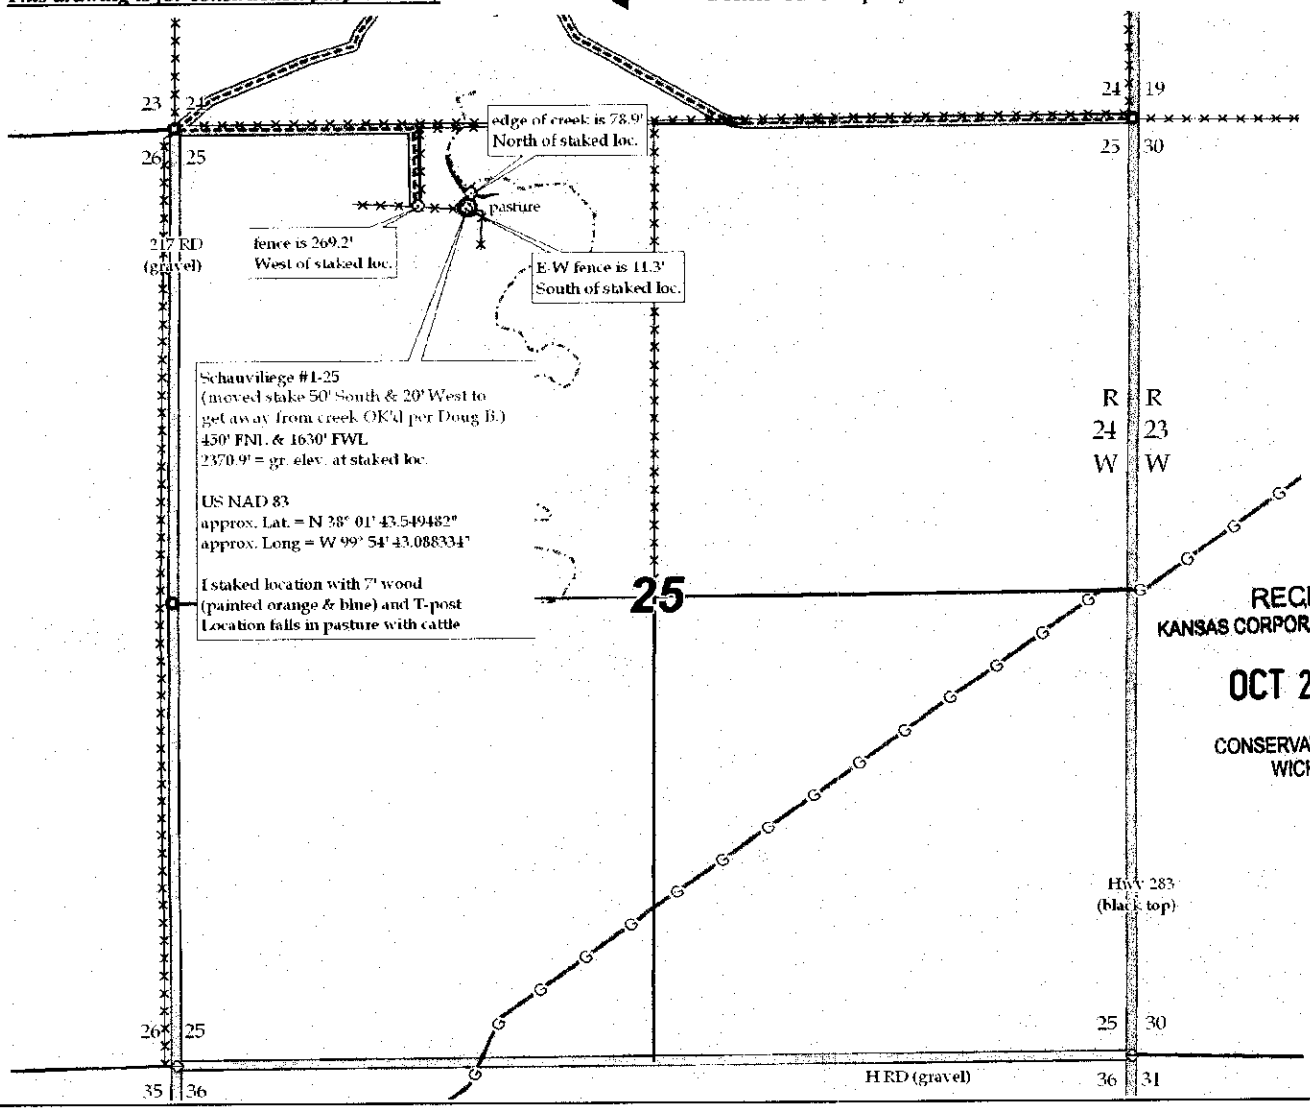 This drawing is for construction purposes only
23 24
24 19
edge of creek is 78.9'
North of staked loc.
26 25
25 30
pasture
217 RD
(gravel)
fence is 269.2'
West of staked loc.
E-W fence is 11.3'
South of staked loc.
Schauviliege #1-25
(moved stake 50' South & 20' West to
get away from creek OK'd per Doug B.)
450' FNL & 1630' FWL
2370.9' = gr. elev. at staked loc.
R R
24 23
W W
US NAD 83
approx. Lat. = N 38° 01' 43.549482"
approx. Long = W 99° 54' 43.088334"
I staked location with 7' wood
(painted orange & blue) and T-post
Location falls in pasture with cattle
25
G G G G G G G G G G G G G G G G G G G G
KANSAS
OCT 2
Hwy 283
(black top)
26 25
25 30
H RD (gravel)
35 36
36 31